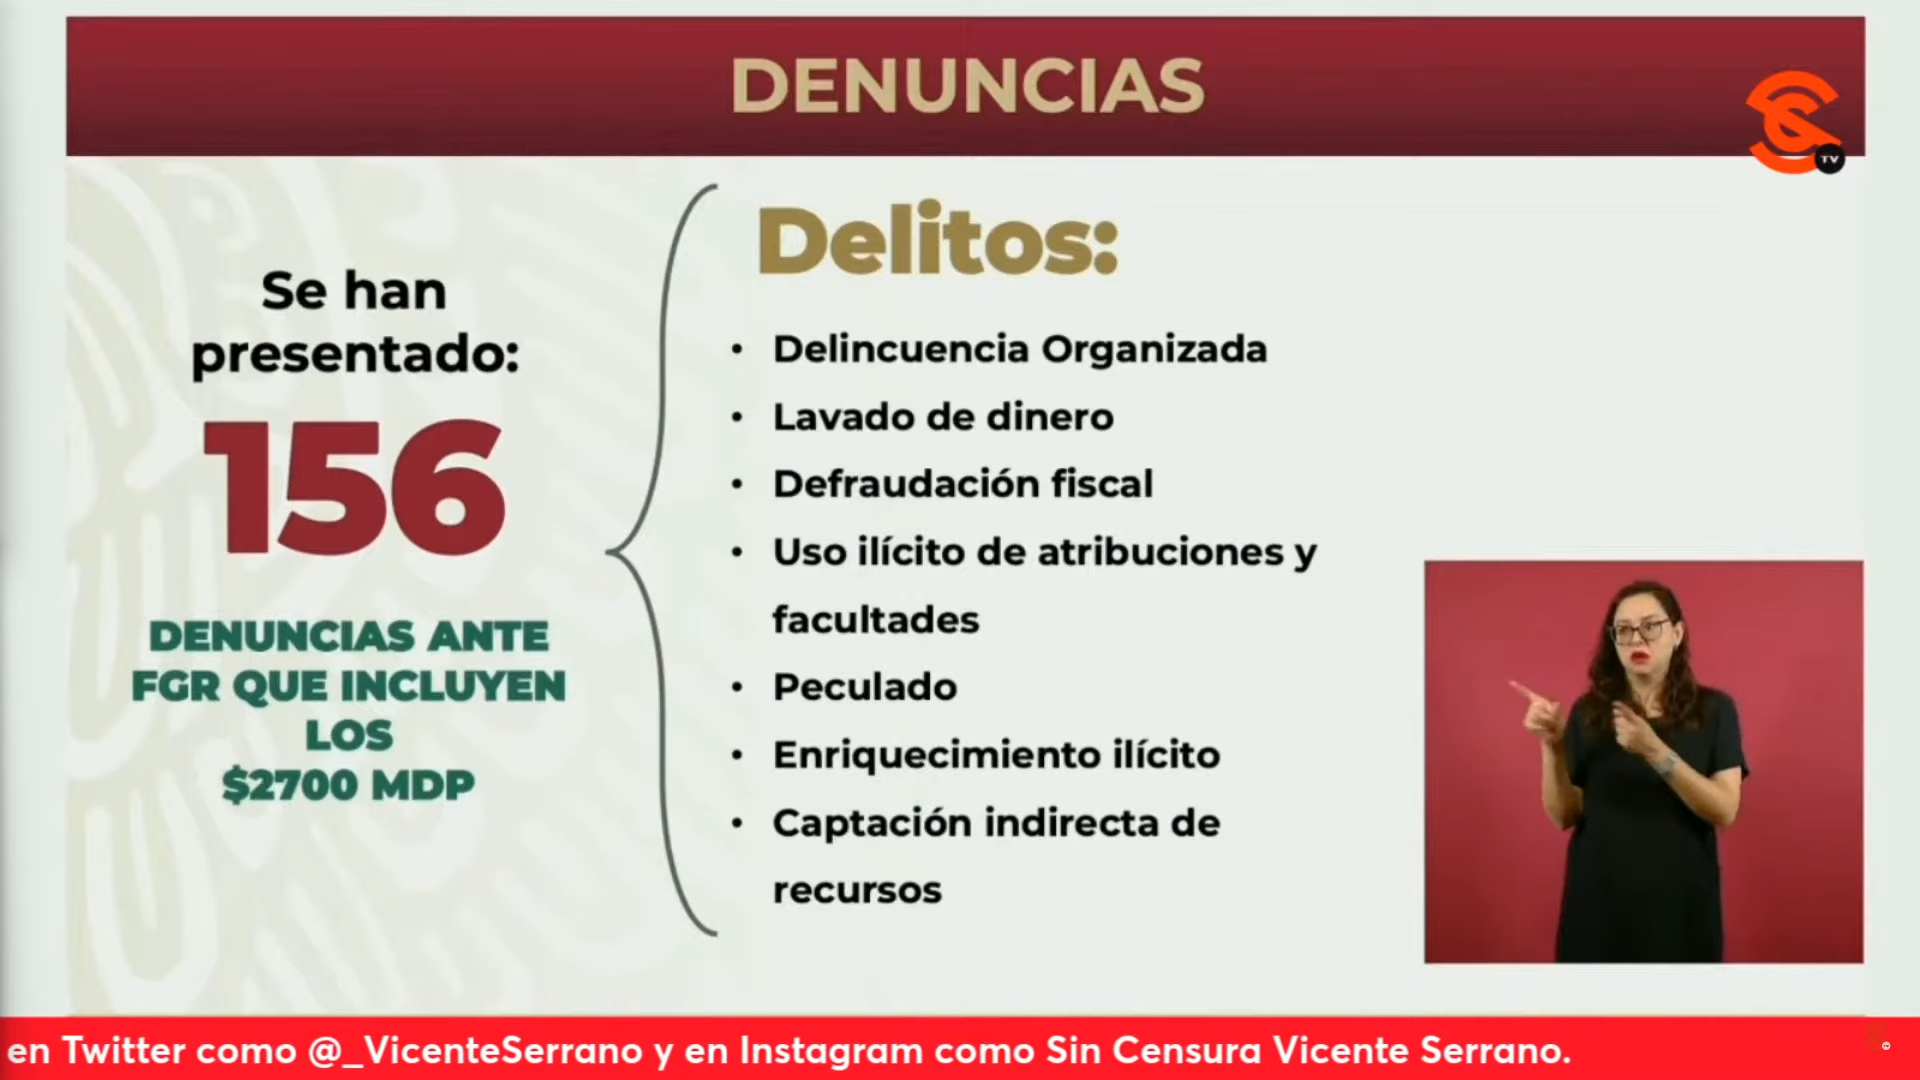 DENUNCIAS
TV
Se han
presentado:
156
DENUNCIAS ANTE
FGR QUE INCLUYEN
LOS
$2700 MDP
Delitos:
• Delincuencia Organizada
• Lavado de dinero
• Defraudación fiscal
• Uso ilícito de atribuciones y
facultades
• Peculado
• Enriquecimiento ilícito
• Captación indirecta de
recursos
en Twitter como @_VicenteSerrano y en Instagram como Sin Censura Vicente Serrano.